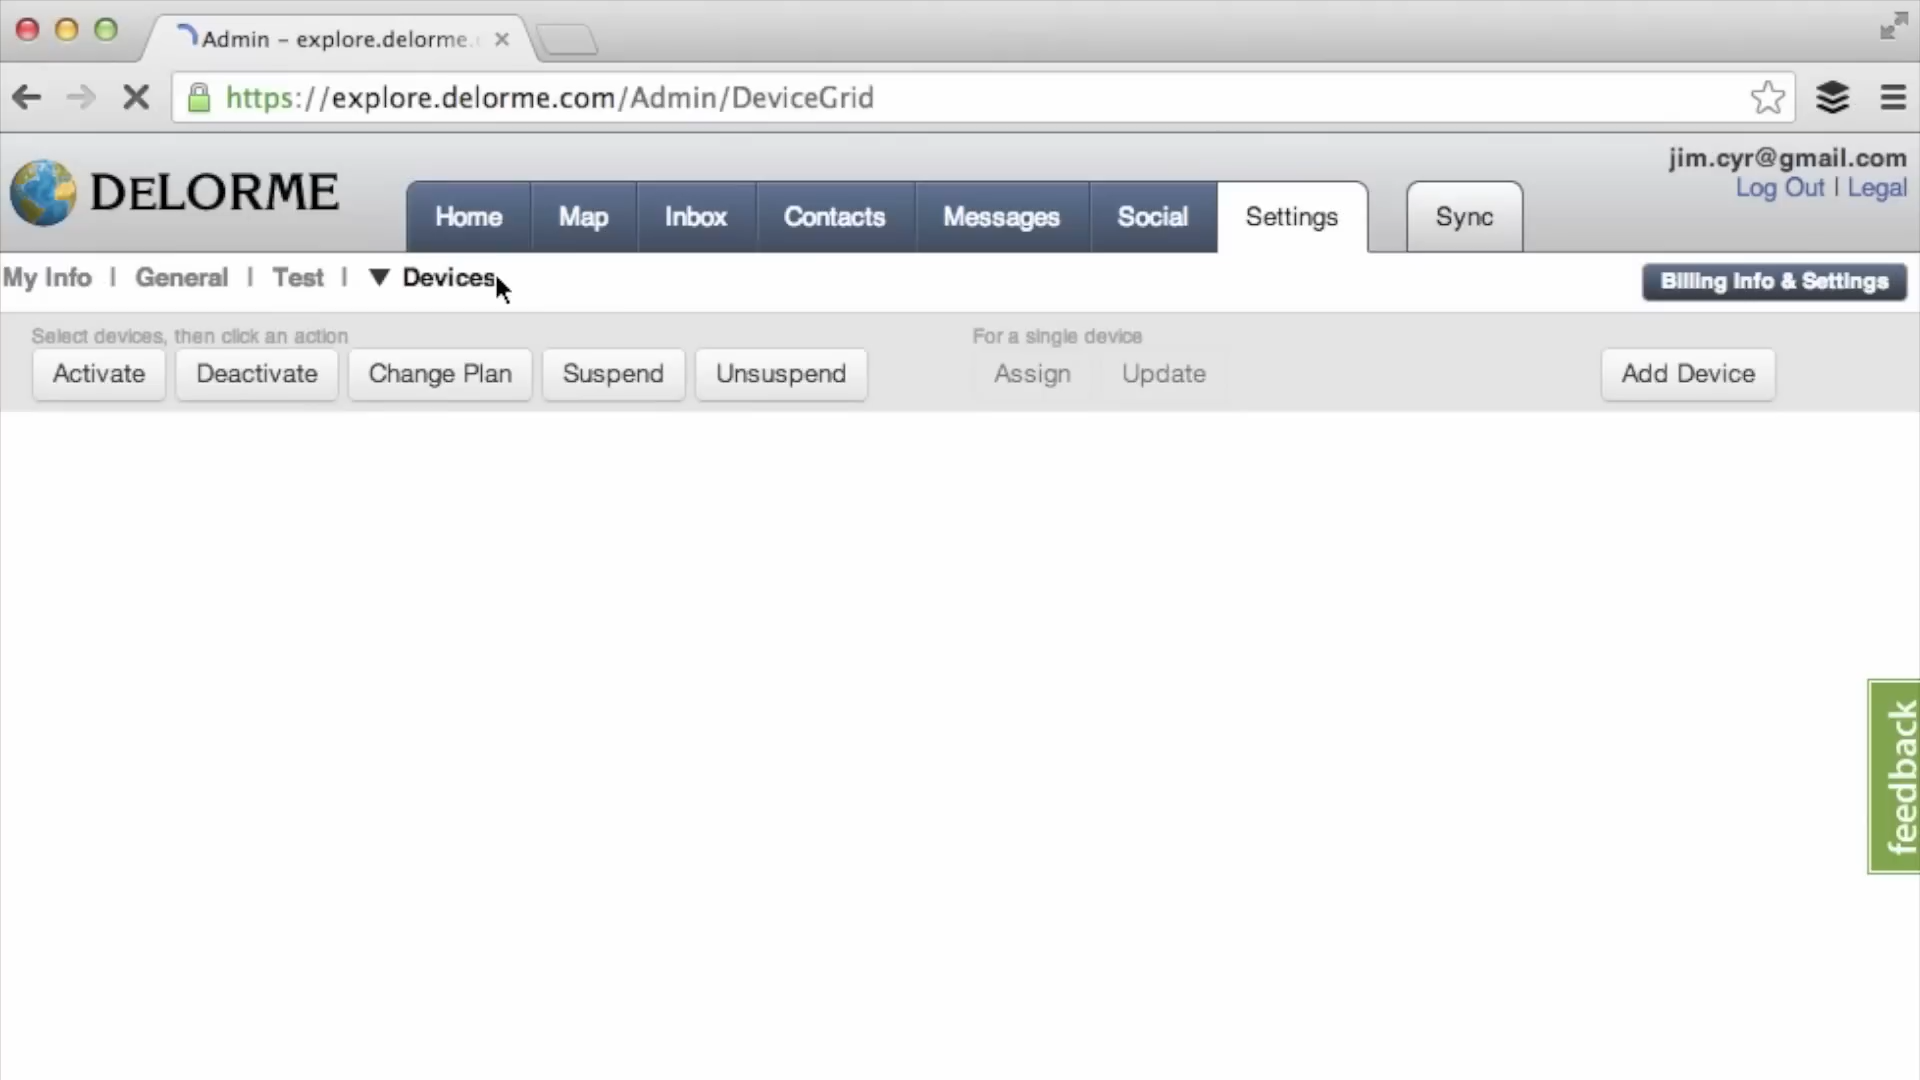 Admin – explore.delorme.
https://explore.delorme.com/Admin/DeviceGrid
DELORME
Home
Map
Inbox
Contacts
Messages
Social
Settings
Sync
jim.cyr@gmail.com
Log Out | Legal
My Info | General | Test | ▼ Devices
Billing Info & Settings
Select devices, then click an action
For a single device
Activate
Deactivate
Change Plan
Suspend
Unsuspend
Assign
Update
Add Device
feedback